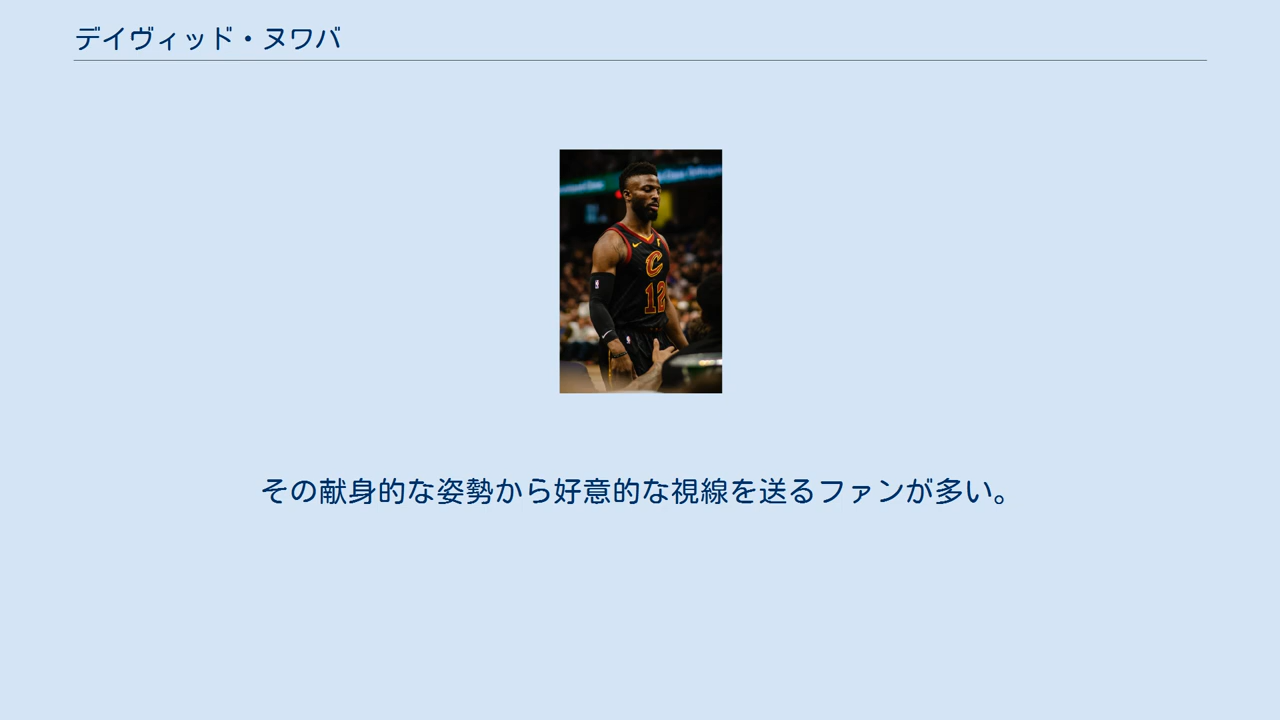 デイヴィッド・ヌワバ
C
12
その献身的な姿勢から好意的な視線を送るファンが多い。